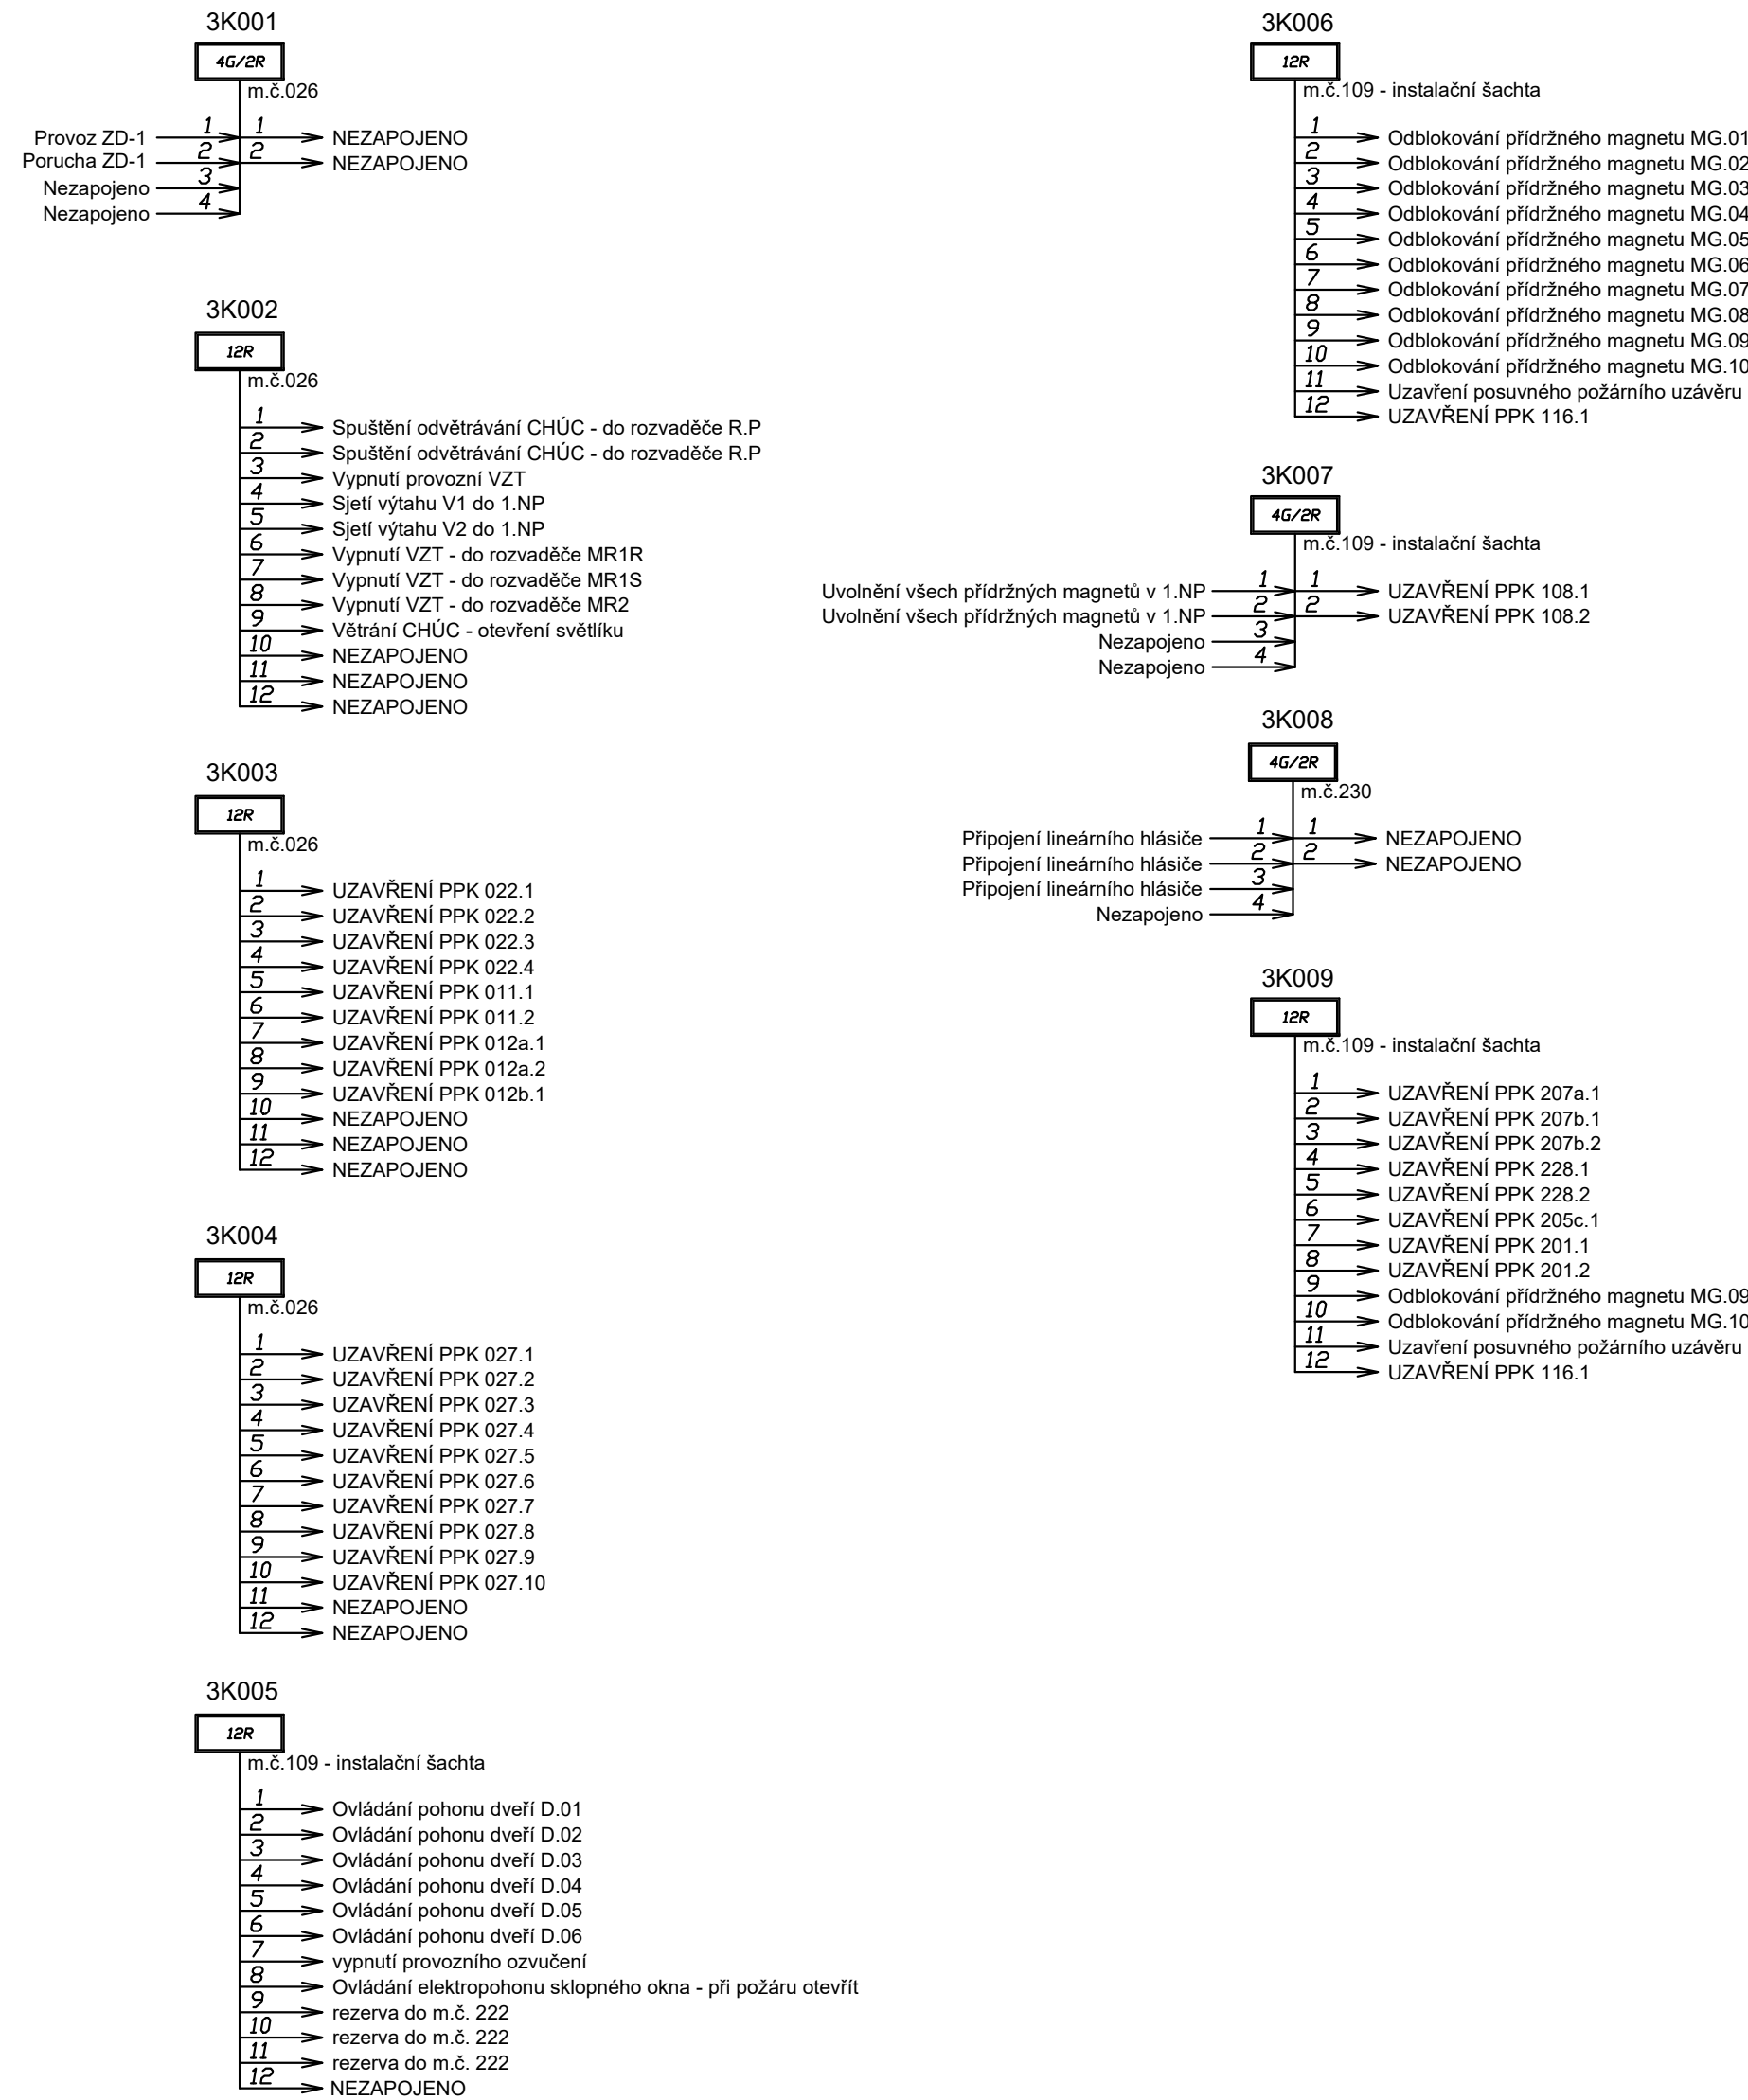 3K001
4G/2R
m.č.026
Provoz ZD-1 1 1 NEZAPOJENO
Porucha ZD-1 2 2 NEZAPOJENO
Nezapojeno 3
Nezapojeno 4
3K002
12R
m.č.026
1 Spuštění odvětrávání CHÚC - do rozvaděče R.P
2 Spuštění odvětrávání CHÚC - do rozvaděče R.P
3 Vypnutí provozní VZT
4 Sjetí výtahu V1 do 1.NP
5 Sjetí výtahu V2 do 1.NP
6 Vypnutí VZT - do rozvaděče MR1R
7 Vypnutí VZT - do rozvaděče MR1S
8 Vypnutí VZT - do rozvaděče MR2
9 Větrání CHÚC - otevření světlíku
10 NEZAPOJENO
11 NEZAPOJENO
12 NEZAPOJENO
3K003
12R
m.č.026
1 UZAVŘENÍ PPK 022.1
2 UZAVŘENÍ PPK 022.2
3 UZAVŘENÍ PPK 022.3
4 UZAVŘENÍ PPK 022.4
5 UZAVŘENÍ PPK 011.1
6 UZAVŘENÍ PPK 011.2
7 UZAVŘENÍ PPK 012a.1
8 UZAVŘENÍ PPK 012a.2
9 UZAVŘENÍ PPK 012b.1
10 NEZAPOJENO
11 NEZAPOJENO
12 NEZAPOJENO
3K004
12R
m.č.026
1 UZAVŘENÍ PPK 027.1
2 UZAVŘENÍ PPK 027.2
3 UZAVŘENÍ PPK 027.3
4 UZAVŘENÍ PPK 027.4
5 UZAVŘENÍ PPK 027.5
6 UZAVŘENÍ PPK 027.6
7 UZAVŘENÍ PPK 027.7
8 UZAVŘENÍ PPK 027.8
9 UZAVŘENÍ PPK 027.9
10 UZAVŘENÍ PPK 027.10
11 NEZAPOJENO
12 NEZAPOJENO
3K005
12R
m.č.109 - instalační šachta
1 Ovládání pohonu dveří D.01
2 Ovládání pohonu dveří D.02
3 Ovládání pohonu dveří D.03
4 Ovládání pohonu dveří D.04
5 Ovládání pohonu dveří D.05
6 Ovládání pohonu dveří D.06
7 vypnutí provozního ozvučení
8 Ovládání elektropohonu sklopného okna - při požáru otevřít
9 rezerva do m.č. 222
10 rezerva do m.č. 222
11 rezerva do m.č. 222
12 NEZAPOJENO
3K006
12R
m.č.109 - instalační šachta
1 Odblokování přídržného magnetu MG.01
2 Odblokování přídržného magnetu MG.02
3 Odblokování přídržného magnetu MG.03
4 Odblokování přídržného magnetu MG.04
5 Odblokování přídržného magnetu MG.05
6 Odblokování přídržného magnetu MG.06
7 Odblokování přídržného magnetu MG.07
8 Odblokování přídržného magnetu MG.08
9 Odblokování přídržného magnetu MG.09
10 Odblokování přídržného magnetu MG.10
11 Uzavření posuvného požárního uzávěru
12 UZAVŘENÍ PPK 116.1
3K007
4G/2R
m.č.109 - instalační šachta
Uvolnění všech přídržných magnetů v 1.NP 1 1 UZAVŘENÍ PPK 108.1
Uvolnění všech přídržných magnetů v 1.NP 2 2 UZAVŘENÍ PPK 108.2
Nezapojeno 3
Nezapojeno 4
3K008
4G/2R
m.č.230
Připojení lineárního hlásiče 1 1 NEZAPOJENO
Připojení lineárního hlásiče 2 2 NEZAPOJENO
Připojení lineárního hlásiče 3
Nezapojeno 4
3K009
12R
m.č.109 - instalační šachta
1 UZAVŘENÍ PPK 207a.1
2 UZAVŘENÍ PPK 207b.1
3 UZAVŘENÍ PPK 207b.2
4 UZAVŘENÍ PPK 228.1
5 UZAVŘENÍ PPK 228.2
6 UZAVŘENÍ PPK 205c.1
7 UZAVŘENÍ PPK 201.1
8 UZAVŘENÍ PPK 201.2
9 Odblokování přídržného magnetu MG.09
10 Odblokování přídržného magnetu MG.10
11 Uzavření posuvného požárního uzávěru
12 UZAVŘENÍ PPK 116.1